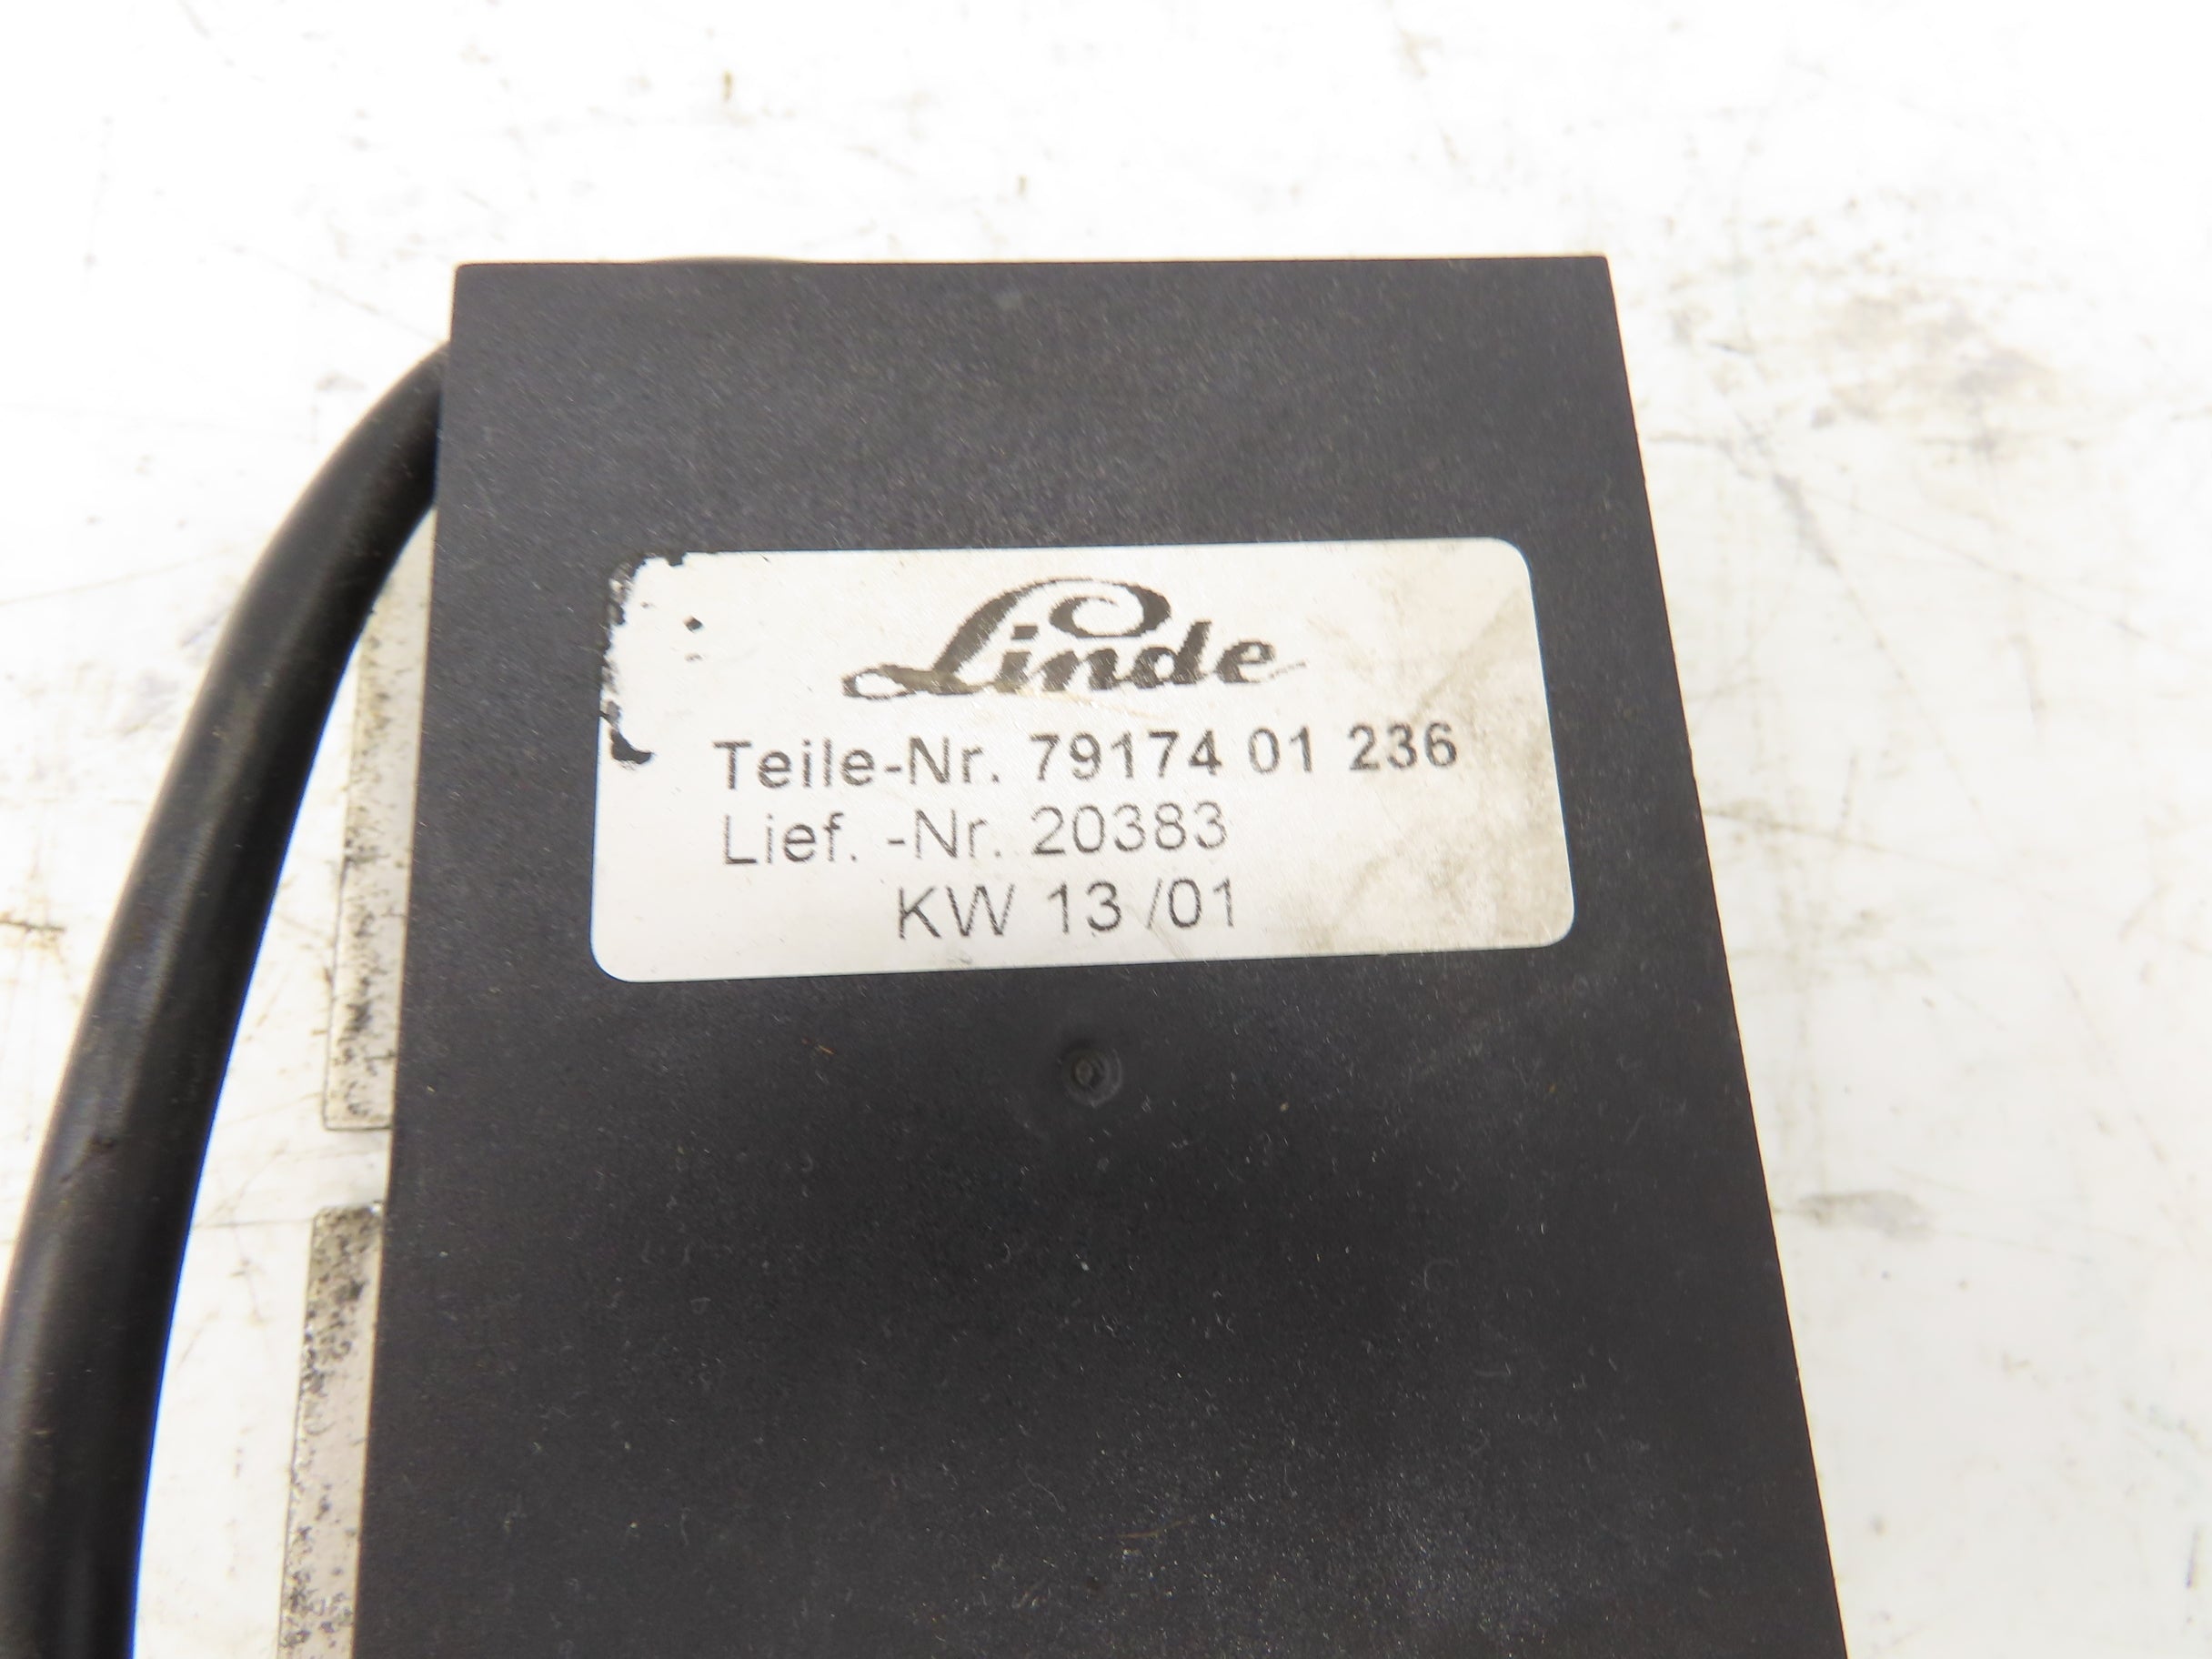 Linde
Teile-Nr. 79174 01 236
Lief. -Nr. 20383
KW 13 /01